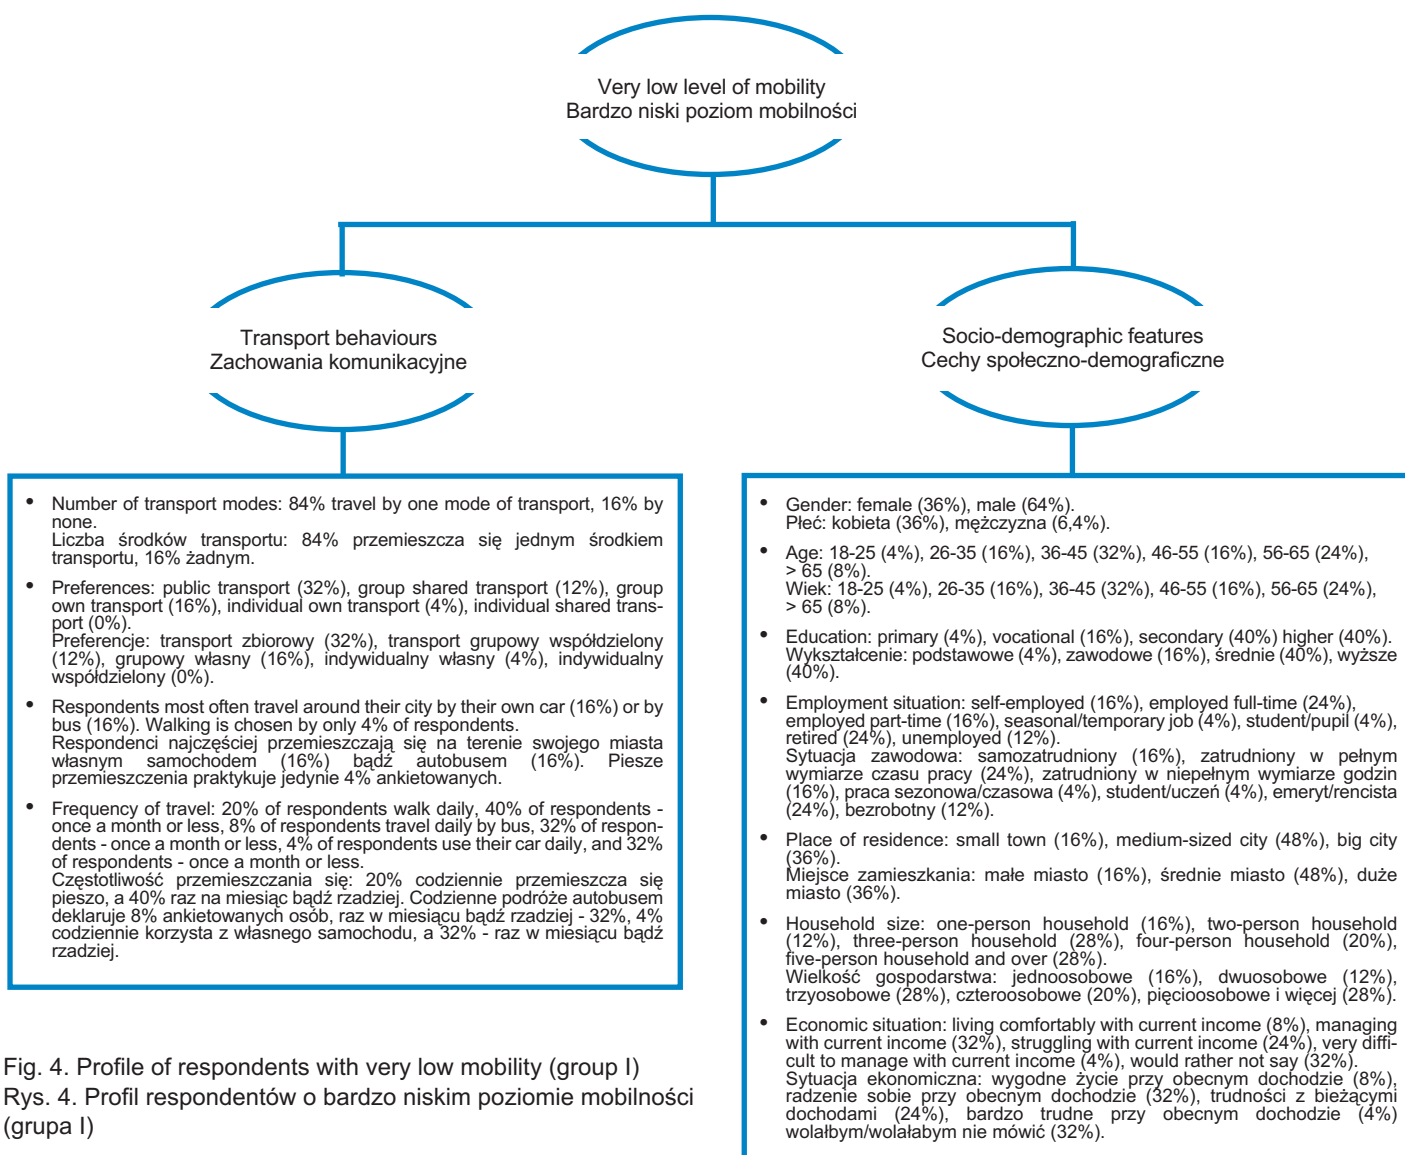 Very low level of mobility
Bardzo niski poziom mobilności
Transport behaviours
Zachowania komunikacyjne
Socio-demographic features
Cechy społeczno-demograficzne
• Number of transport modes: 84% travel by one mode of transport, 16% by
none.
Liczba środków transportu: 84% przemieszcza się jednym środkiem
transportu, 16% żadnym.
• Preferences: public transport (32%), group shared transport (12%), group
own transport (16%), individual own transport (4%), individual shared trans-
port (0%).
Preferencje: transport zbiorowy (32%), transport grupowy współdzielony
(12%), grupowy własny (16%), indywidualny własny (4%), indywidualny
współdzielony (0%).
• Respondents most often travel around their city by their own car (16%) or by
bus (16%). Walking is chosen by only 4% of respondents.
Respondenci najczęściej przemieszczają się na terenie swojego miasta
własnym samochodem (16%) bądź autobusem (16%). Piesze
przemieszczenia praktykuje jedynie 4% ankietowanych.
• Frequency of travel: 20% of respondents walk daily, 40% of respondents -
once a month or less, 8% of respondents travel daily by bus, 32% of respon-
dents - once a month or less, 4% of respondents use their car daily, and 32%
of respondents - once a month or less.
Częstotliwość przemieszczania się: 20% codziennie przemieszcza się
pieszo, a 40% raz na miesiąc bądź rzadziej. Codzienne podróże autobusem
deklaruje 8% ankietowanych osób, raz w miesiącu bądź rzadziej - 32%, 4%
codziennie korzysta z własnego samochodu, a 32% - raz w miesiącu bądź
rzadziej.
• Gender: female (36%), male (64%).
Płeć: kobieta (36%), mężczyzna (6,4%).
• Age: 18-25 (4%), 26-35 (16%), 36-45 (32%), 46-55 (16%), 56-65 (24%),
> 65 (8%).
Wiek: 18-25 (4%), 26-35 (16%), 36-45 (32%), 46-55 (16%), 56-65 (24%),
> 65 (8%).
• Education: primary (4%), vocational (16%), secondary (40%) higher (40%).
Wykształcenie: podstawowe (4%), zawodowe (16%), średnie (40%), wyższe
(40%).
• Employment situation: self-employed (16%), employed full-time (24%),
employed part-time (16%), seasonal/temporary job (4%), student/pupil (4%),
retired (24%), unemployed (12%).
Sytuacja zawodowa: samozatrudniony (16%), zatrudniony w pełnym
wymiarze czasu pracy (24%), zatrudniony w niepełnym wymiarze godzin
(16%), praca sezonowa/czasowa (4%), student/uczeń (4%), emeryt/rencista
(24%), bezrobotny (12%).
• Place of residence: small town (16%), medium-sized city (48%), big city
(36%).
Miejsce zamieszkania: małe miasto (16%), średnie miasto (48%), duże
miasto (36%).
• Household size: one-person household (16%), two-person household
(12%), three-person household (28%), four-person household (20%),
five-person household and over (28%).
Wielkość gospodarstwa: jednoosobowe (16%), dwuosobowe (12%),
trzyosobowe (28%), czteroosobowe (20%), pięcioosobowe i więcej (28%).
• Economic situation: living comfortably with current income (8%), managing
with current income (32%), struggling with current income (24%), very diffi-
cult to manage with current income (4%), would rather not say (32%).
Sytuacja ekonomiczna: wygodne życie przy obecnym dochodzie (8%),
radzenie sobie przy obecnym dochodzie (32%), trudności z bieżącymi
dochodami (24%), bardzo trudne przy obecnym dochodzie (4%)
wolałbym/wolałabym nie mówić (32%).
Fig. 4. Profile of respondents with very low mobility (group I)
Rys. 4. Profil respondentów o bardzo niskim poziomie mobilności
(grupa I)